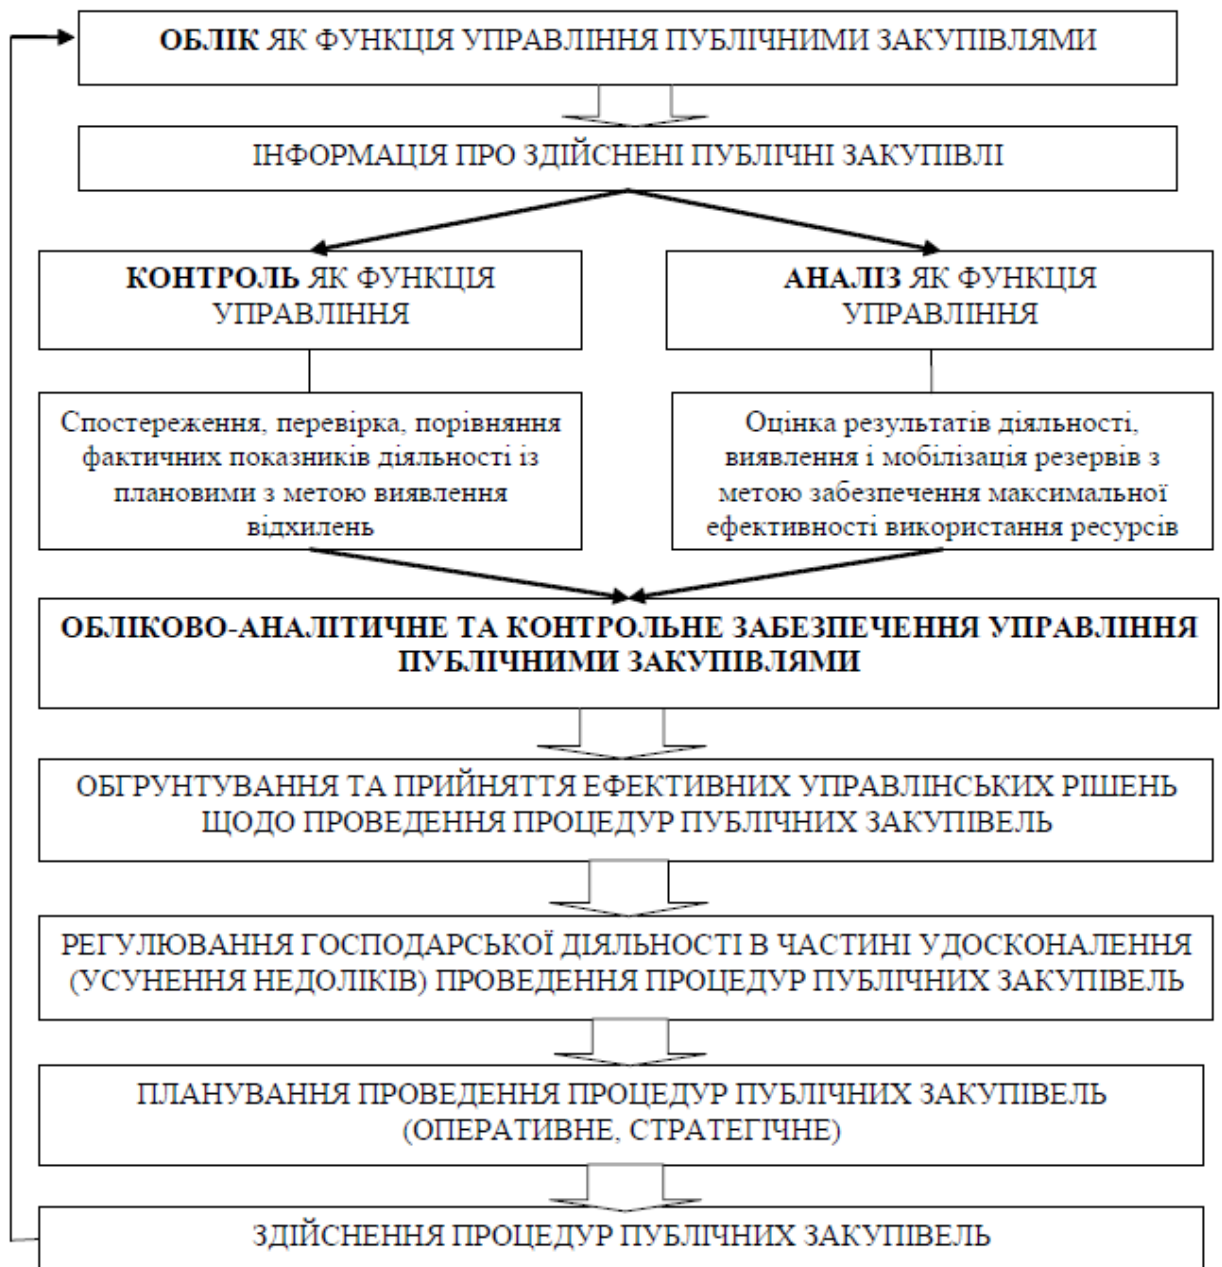 ОБЛІК ЯК ФУНКЦІЯ УПРАВЛІННЯ ПУБЛІЧНИМИ ЗАКУПІВЛЯМИ
ІНФОРМАЦІЯ ПРО ЗДІЙСНЕНІ ПУБЛІЧНІ ЗАКУПІВЛІ
КОНТРОЛЬ ЯК ФУНКЦІЯ
УПРАВЛІННЯ
АНАЛІЗ ЯК ФУНКЦІЯ
УПРАВЛІННЯ
Спостереження, перевірка, порівняння
фактичних показників діяльності із
плановими з метою виявлення
відхилень
Оцінка результатів діяльності,
виявлення і мобілізація резервів з
метою забезпечення максимальної
ефективності використання ресурсів
ОБЛІКОВО-АНАЛІТИЧНЕ ТА КОНТРОЛЬНЕ ЗАБЕЗПЕЧЕННЯ УПРАВЛІННЯ
ПУБЛІЧНИМИ ЗАКУПІВЛЯМИ
ОБГРУНТУВАННЯ ТА ПРИЙНЯТТЯ ЕФЕКТИВНИХ УПРАВЛІНСЬКИХ РІШЕНЬ
ЩОДО ПРОВЕДЕННЯ ПРОЦЕДУР ПУБЛІЧНИХ ЗАКУПІВЕЛЬ
РЕГУЛЮВАННЯ ГОСПОДАРСЬКОЇ ДІЯЛЬНОСТІ В ЧАСТИНІ УДОСКОНАЛЕННЯ
(УСУНЕННЯ НЕДОЛІКІВ) ПРОВЕДЕННЯ ПРОЦЕДУР ПУБЛІЧНИХ ЗАКУПІВЕЛЬ
ПЛАНУВАННЯ ПРОВЕДЕННЯ ПРОЦЕДУР ПУБЛІЧНИХ ЗАКУПІВЕЛЬ
(ОПЕРАТИВНЕ, СТРАТЕГІЧНЕ)
ЗДІЙСНЕННЯ ПРОЦЕДУР ПУБЛІЧНИХ ЗАКУПІВЕЛЬ